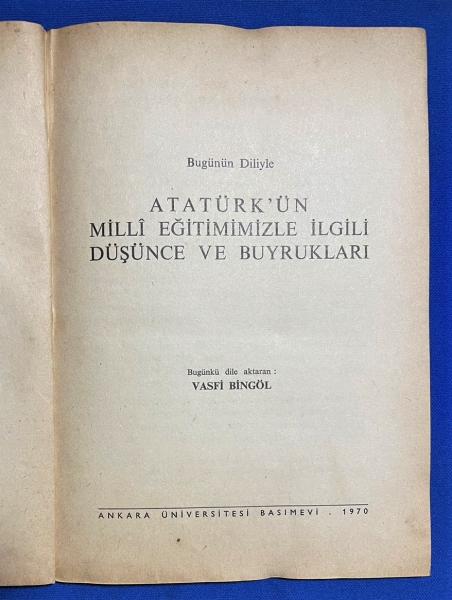 Bugünün Diliyle
ATATÜRK'ÜN
MİLLÎ EĞİTİMİMİZLE İLGİLİ
DÜŞÜNCE VE BUYRUKLARI
Bugünkü dile aktaran :
VASFİ BİNGÖL
ANKARA ÜNİVERSİTESİ BASIMEVİ . 1970